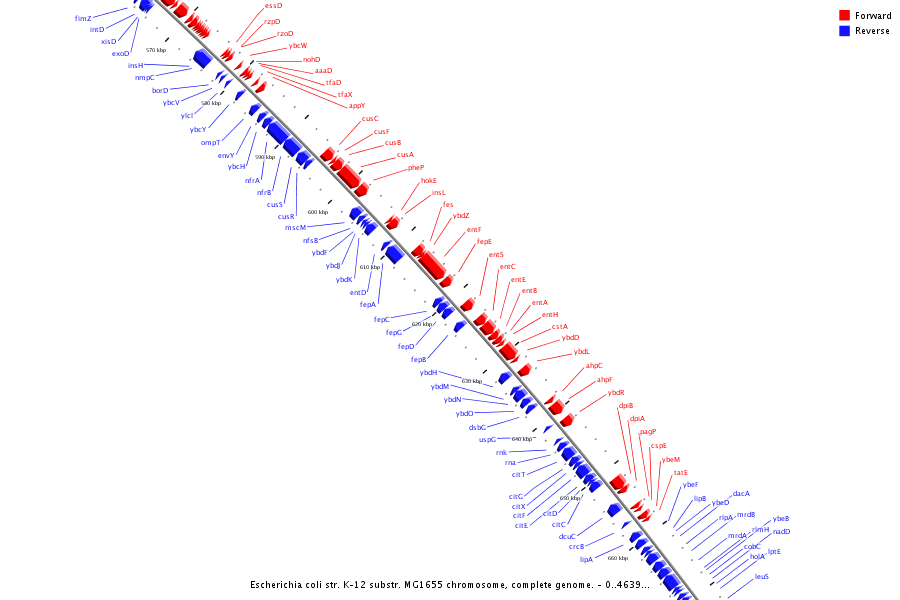 Forward
Reverse
essD
rzpD
rzoD
ybcW
nohD
aaaD
tfaD
tfaX
appY
cusC
cusF
cusB
cusA
pheP
hokE
insL
fes
ybdZ
entF
fepE
entS
entC
entE
entB
entA
entH
cstA
ybdD
ybdL
ahpC
ahpF
ybdR
dpiB
dpiA
pagP
cspE
ybeM
tatE
ybeF
lipB
ybeD
dacA
rlpA
mrdB
mrdA
rlmH
ybeB
nadD
cobC
holA
lptE
leuS
fimZ
intD
xisD
exoD
570 kbp
insH
nmpC
borD
ybcV
580 kbp
ylcI
ybcY
ompT
envY
590 kbp
ybcH
nfrA
nfrB
cusS
600 kbp
cusR
mscM
nfsB
ybdF
ybdJ
610 kbp
ybdK
entD
fepA
fepC
620 kbp
fepG
fepD
fepB
ybdH
630 kbp
ybdM
ybdN
ybdO
dsbG
uspG
640 kbp
rnk
rna
citT
citG
650 kbp
citX
citF
citD
citE
citC
dcuC
crcB
lipA
660 kbp
Escherichia coli str. K-12 substr. MG1655 chromosome, complete genome. - 0..4639...